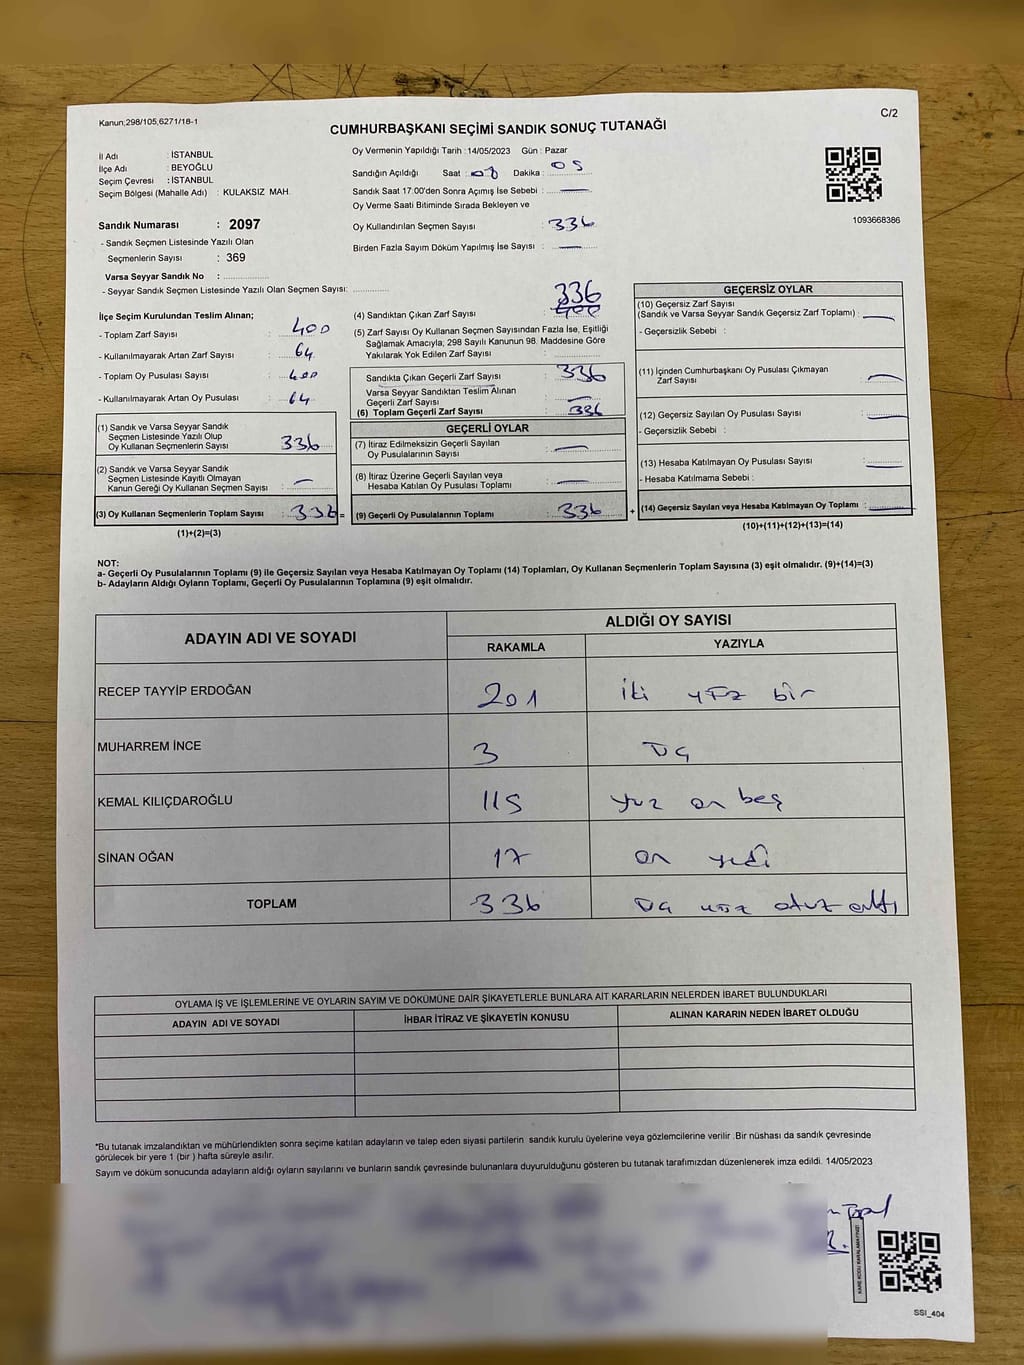 Kanun;298/105,6271/18-1
C/2
CUMHURBAŞKANI SEÇİMİ SANDIK SONUÇ TUTANAĞI
İl Adı : İSTANBUL
İlçe Adı : BEYOĞLU
Seçim Çevresi : İSTANBUL
Seçim Bölgesi (Mahalle Adı) : KULAKSIZ MAH.
Oy Vermenin Yapıldığı Tarih :14/05/2023 Gün : Pazar
Sandığın Açıldığı Saat : 08 Dakika : 05
Sandık Saat 17:00'den Sonra Açımış İse Sebebi : —
Oy Verme Saati Bitiminde Sırada Bekleyen ve
Oy Kullandırılan Seçmen Sayısı : 336
Birden Fazla Sayım Döküm Yapılmış İse Sayısı : —
1093668386
Sandık Numarası : 2097
- Sandık Seçmen Listesinde Yazılı Olan
Seçmenlerin Sayısı : 369
Varsa Seyyar Sandık No :
- Seyyar Sandık Seçmen Listesinde Yazılı Olan Seçmen Sayısı:
İlçe Seçim Kurulundan Teslim Alınan;
- Toplam Zarf Sayısı : 400
- Kullanılmayarak Artan Zarf Sayısı : 64
- Toplam Oy Pusulası Sayısı : 400
- Kullanılmayarak Artan Oy Pusulası : 64
(1) Sandık ve Varsa Seyyar Sandık
Seçmen Listesinde Yazılı Olup
Oy Kullanan Seçmenlerin Sayısı : 336
(2) Sandık ve Varsa Seyyar Sandık
Seçmen Listesinde Kayıtlı Olmayan
Kanun Gereği Oy Kullanan Seçmen Sayısı : —
(3) Oy Kullanan Seçmenlerin Toplam Sayısı : 336 =
(1)+(2)=(3)
336
(4) Sandıktan Çıkan Zarf Sayısı : 400
(5) Zarf Sayısı Oy Kullanan Seçmen Sayısından Fazla İse, Eşitliği
Sağlamak Amacıyla; 298 Sayılı Kanunun 98. Maddesine Göre
Yakılarak Yok Edilen Zarf Sayısı :
Sandıkta Çıkan Geçerli Zarf Sayısı : 336
Varsa Seyyar Sandıktan Teslim Alınan
Geçerli Zarf Sayısı : —
(6) Toplam Geçerli Zarf Sayısı : 336
GEÇERLİ OYLAR
(7) İtiraz Edilmeksizin Geçerli Sayılan
Oy Pusulalarının Sayısı : —
(8) İtiraz Üzerine Geçerli Sayılan veya
Hesaba Katılan Oy Pusulası Toplamı : —
(9) Geçerli Oy Pusulalarının Toplamı : 336 +
GEÇERSİZ OYLAR
(10) Geçersiz Zarf Sayısı
(Sandık ve Varsa Seyyar Sandık Geçersiz Zarf Toplamı) : —
- Geçersizlik Sebebi :
(11) İçinden Cumhurbaşkanı Oy Pusulası Çıkmayan
Zarf Sayısı : —
(12) Geçersiz Sayılan Oy Pusulası Sayısı : —
- Geçersizlik Sebebi :
(13) Hesaba Katılmayan Oy Pusulası Sayısı : —
- Hesaba Katılmama Sebebi :
(14) Geçersiz Sayılan veya Hesaba Katılmayan Oy Toplamı : —
(10)+(11)+(12)+(13)=(14)
NOT:
a- Geçerli Oy Pusulalarının Toplamı (9) ile Geçersiz Sayılan veya Hesaba Katılmayan Oy Toplamı (14) Toplamları, Oy Kullanan Seçmenlerin Toplam Sayısına (3) eşit olmalıdır. (9)+(14)=(3)
b- Adayların Aldığı Oyların Toplamı, Geçerli Oy Pusulalarının Toplamına (9) eşit olmalıdır.
ADAYIN ADI VE SOYADI
ALDIĞI OY SAYISI
RAKAMLA YAZIYLA
RECEP TAYYİP ERDOĞAN 201 iki yüz bir
MUHARREM İNCE 3 üç
KEMAL KILIÇDAROĞLU 115 yüz on beş
SİNAN OĞAN 17 on yedi
TOPLAM 336 üç yüz otuz altı
OYLAMA İŞ VE İŞLEMLERİNE VE OYLARIN SAYIM VE DÖKÜMÜNE DAİR ŞİKAYETLERLE BUNLARA AİT KARARLARIN NELERDEN İBARET BULUNDUKLARI
ADAYIN ADI VE SOYADI İHBAR İTİRAZ VE ŞİKAYETİN KONUSU ALINAN KARARIN NEDEN İBARET OLDUĞU
*Bu tutanak imzalandıktan ve mühürlendikten sonra seçime katılan adayların ve talep eden siyasi partilerin sandık kurulu üyelerine veya gözlemcilerine verilir .Bir nüshası da sandık çevresinde
görülecek bir yere 1 (bir ) hafta süreyle asılır.
Sayım ve döküm sonucunda adayların aldığı oyların sayılarını ve bunların sandık çevresinde bulunanlara duyurulduğunu gösteren bu tutanak tarafımızdan düzenlenerek imza edildi. 14/05/2023
KARE KODU KARALAMAYINIZ!
SSİ_404